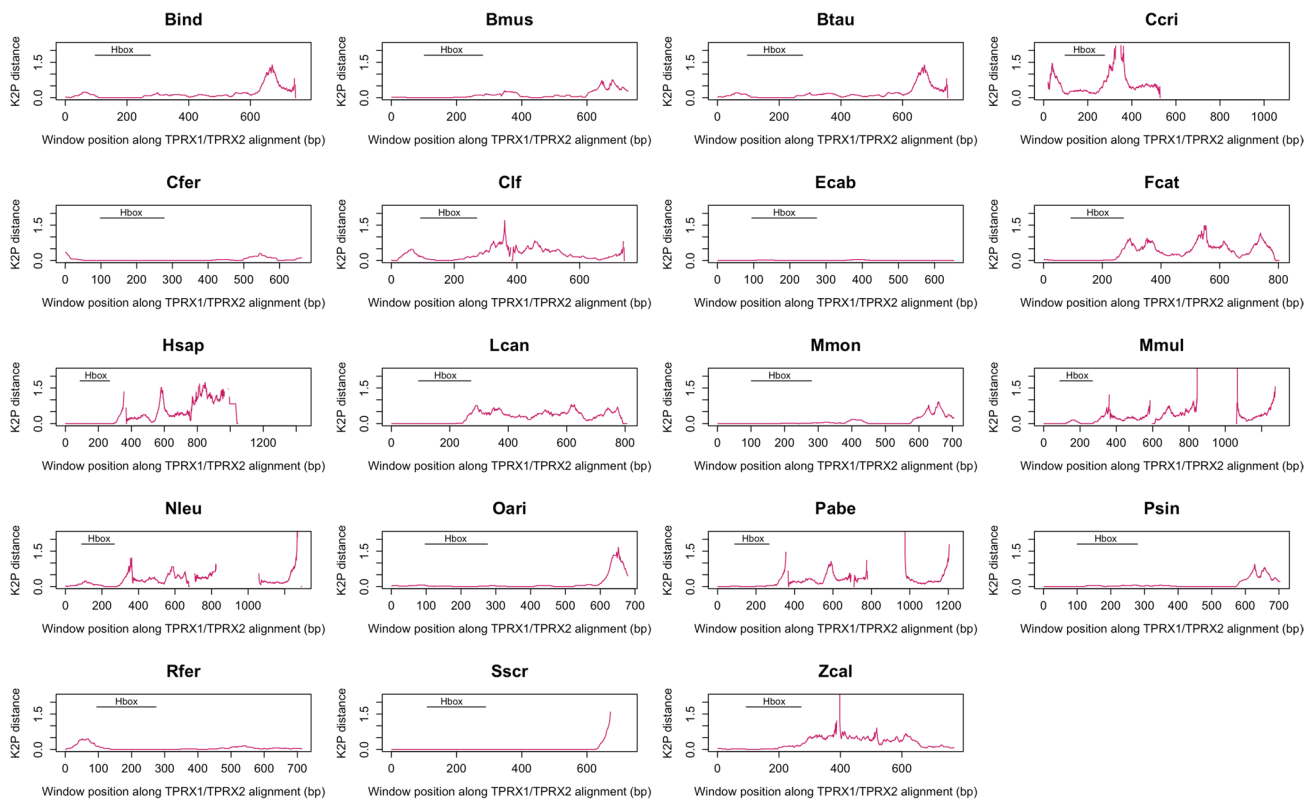 Bind
Bmus
Btau
Ccri
K2P distance
0.0 1.5
Hbox
0 200 400 600
Window position along TPRX1/TPRX2 alignment (bp)
K2P distance
0.0 1.5
Hbox
0 200 400 600
Window position along TPRX1/TPRX2 alignment (bp)
K2P distance
0.0 1.5
Hbox
0 200 400 600
Window position along TPRX1/TPRX2 alignment (bp)
K2P distance
0.0 1.5
Hbox
0 200 400 600 800 1000
Window position along TPRX1/TPRX2 alignment (bp)
Cfer
Clf
Ecab
Fcat
K2P distance
0.0 1.5
Hbox
0 100 200 300 400 500 600
Window position along TPRX1/TPRX2 alignment (bp)
K2P distance
0.0 1.5
Hbox
0 200 400 600
Window position along TPRX1/TPRX2 alignment (bp)
K2P distance
0.0 1.5
Hbox
0 100 200 300 400 500 600
Window position along TPRX1/TPRX2 alignment (bp)
K2P distance
0.0 1.5
Hbox
0 200 400 600 800
Window position along TPRX1/TPRX2 alignment (bp)
Hsap
Lcan
Mmon
Mmul
K2P distance
0.0 1.5
Hbox
0 200 400 600 800 1200
Window position along TPRX1/TPRX2 alignment (bp)
K2P distance
0.0 1.5
Hbox
0 200 400 600 800
Window position along TPRX1/TPRX2 alignment (bp)
K2P distance
0.0 1.5
Hbox
0 100 200 300 400 500 600 700
Window position along TPRX1/TPRX2 alignment (bp)
K2P distance
0.0 1.5
Hbox
0 200 400 600 800 1000
Window position along TPRX1/TPRX2 alignment (bp)
Nleu
Oari
Pabe
Psin
K2P distance
0.0 1.5
Hbox
0 200 400 600 800 1200
Window position along TPRX1/TPRX2 alignment (bp)
K2P distance
0.0 1.5
Hbox
0 100 200 300 400 500 600 700
Window position along TPRX1/TPRX2 alignment (bp)
K2P distance
0.0 1.5
Hbox
0 200 400 600 800 1000 1200
Window position along TPRX1/TPRX2 alignment (bp)
K2P distance
0.0 1.5
Hbox
0 100 200 300 400 500 600 700
Window position along TPRX1/TPRX2 alignment (bp)
Rfer
Sscr
Zcal
K2P distance
0.0 1.5
Hbox
0 100 200 300 400 500 600 700
Window position along TPRX1/TPRX2 alignment (bp)
K2P distance
0.0 1.5
Hbox
0 200 400 600
Window position along TPRX1/TPRX2 alignment (bp)
K2P distance
0.0 1.5
Hbox
0 200 400 600
Window position along TPRX1/TPRX2 alignment (bp)